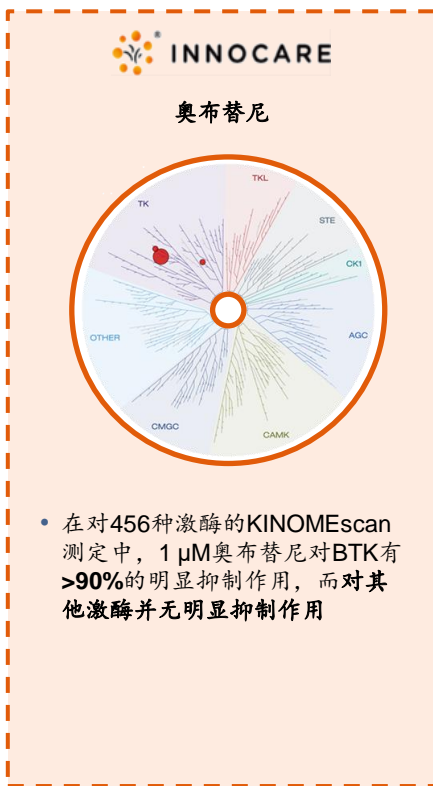 INNOCARE
奥布替尼
TKL
TK
STE
CK1
AGC
OTHER
CMGC
CAMK
• 在对456种激酶的KINOMEscan
测定中，1 μM奥布替尼对BTK有
>90%的明显抑制作用，而对其
他激酶并无明显抑制作用